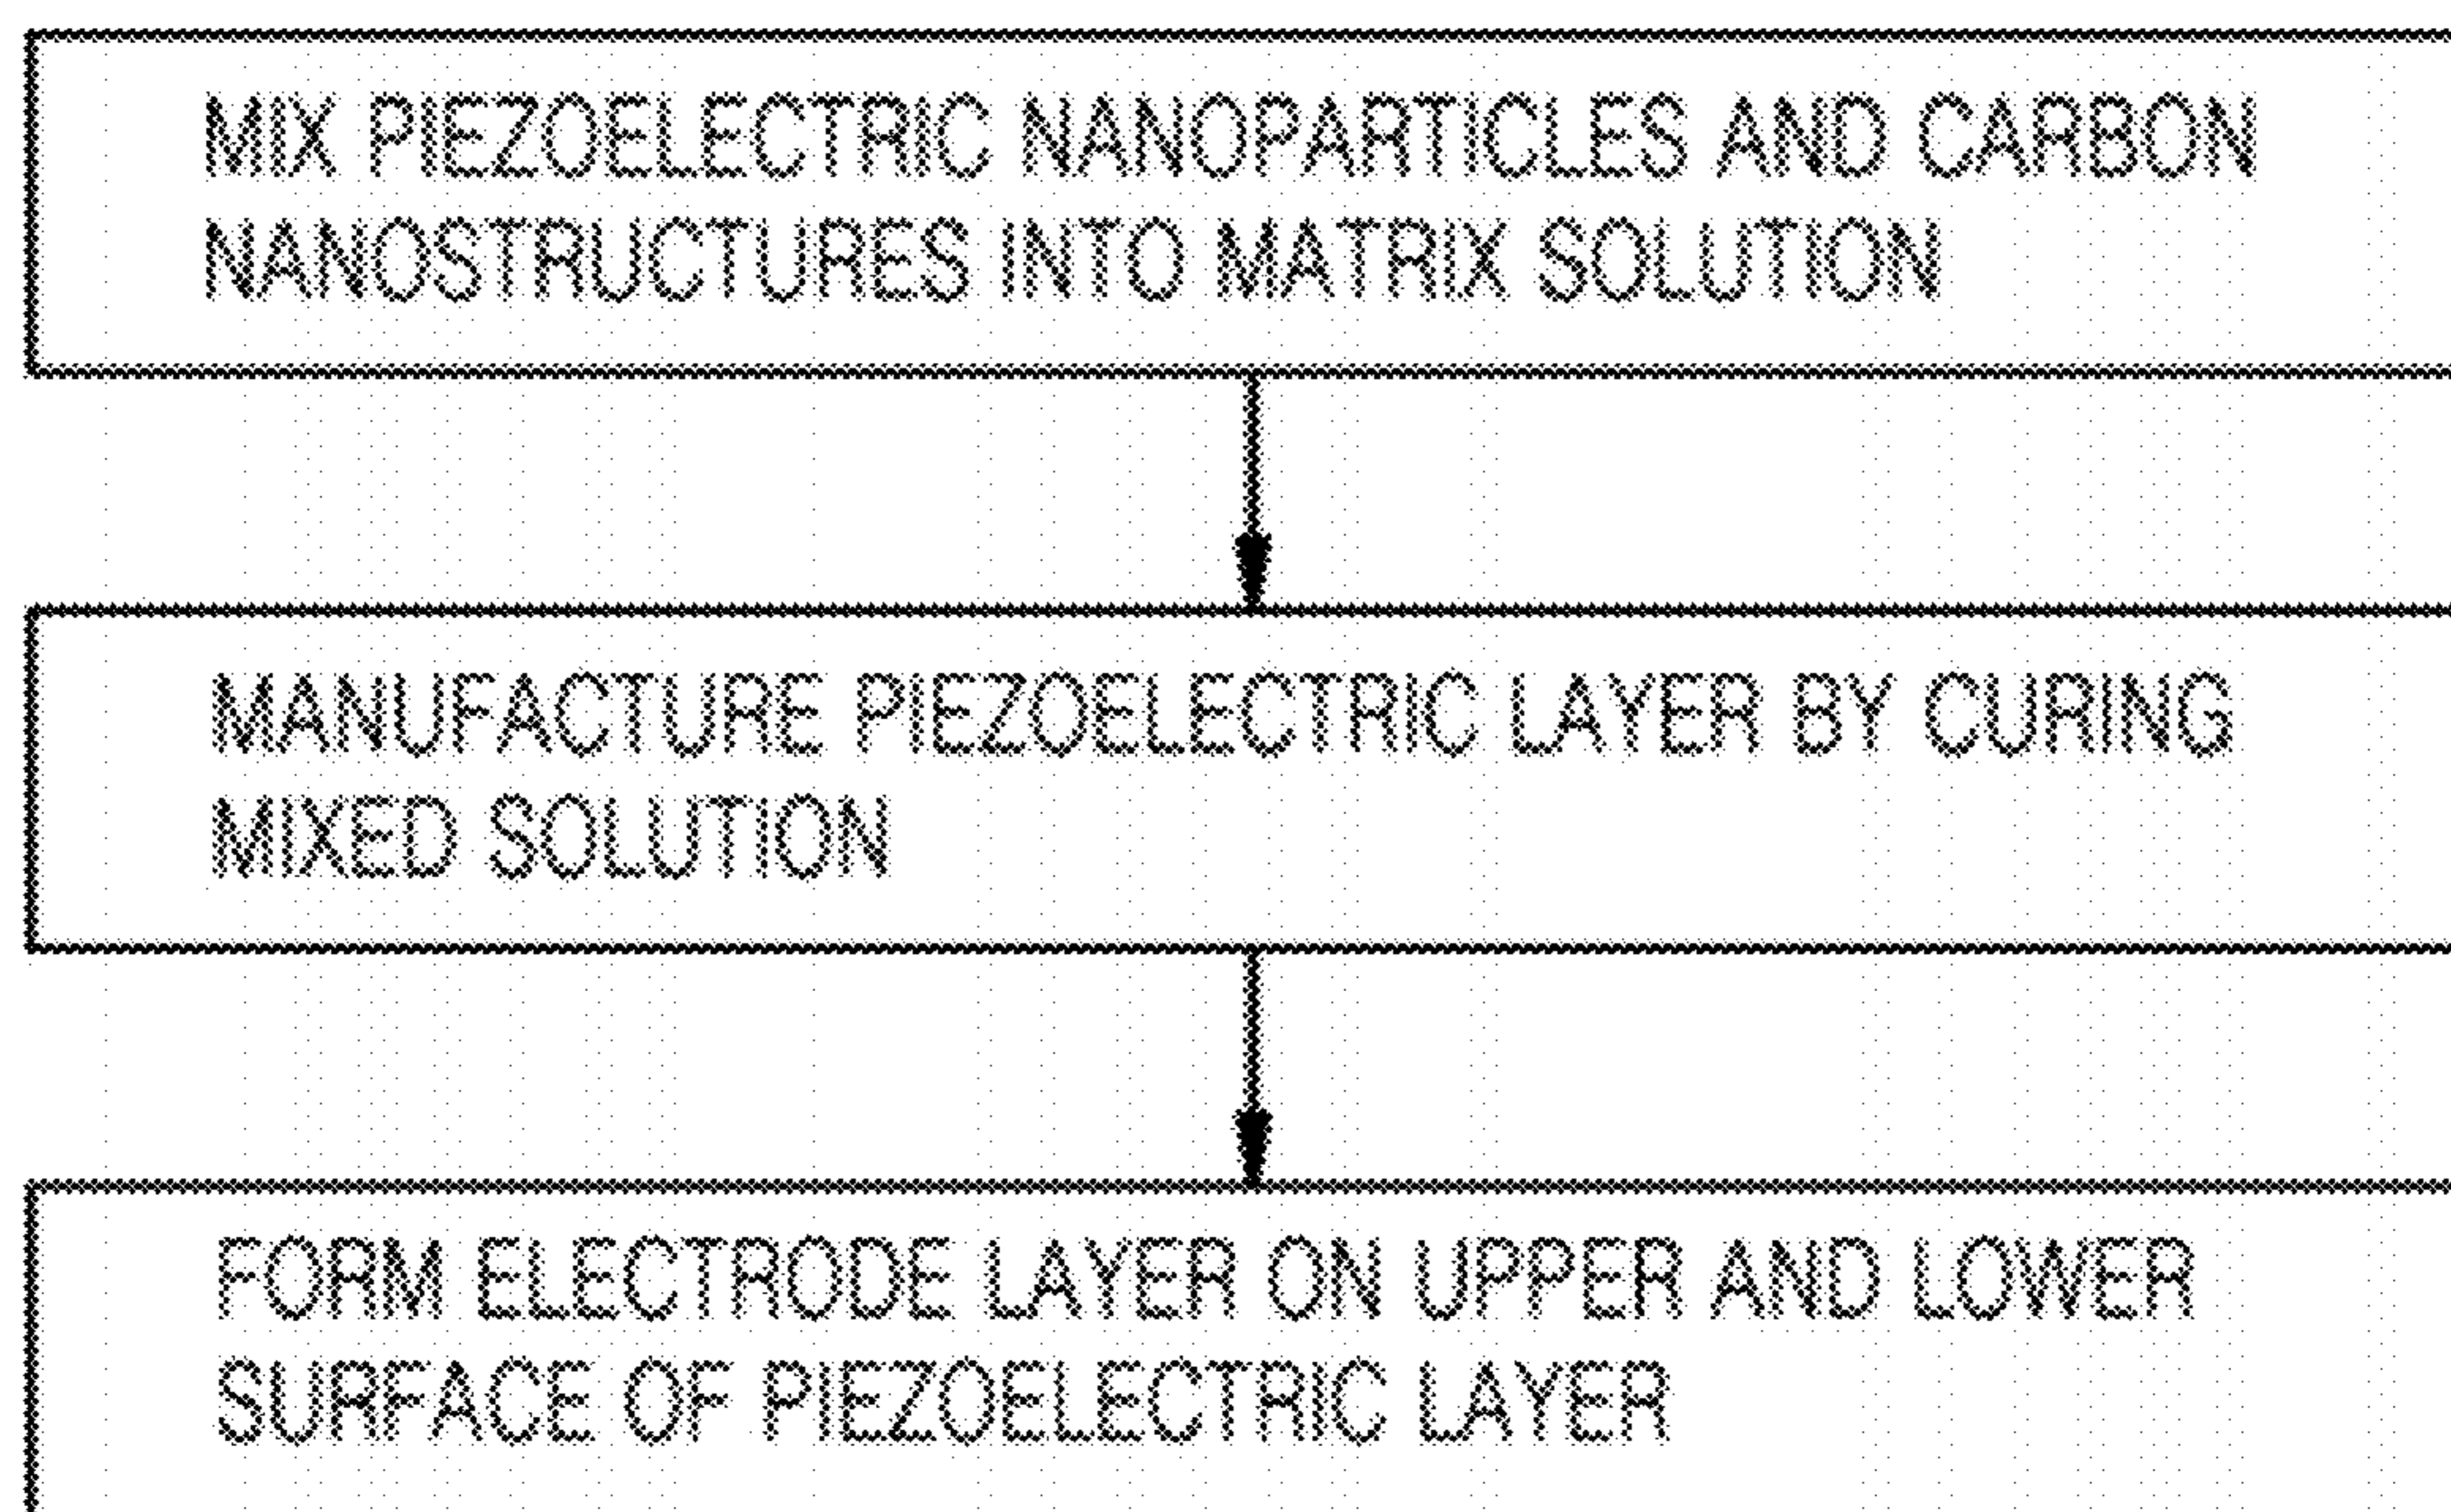 MIX PIEZOELECTRIC NANOPARTICLES AND CARBON
NANOSTRUCTURES INTO MATRIX SOLUTION
MANUFACTURE PIEZOELECTRIC LAYER BY CURING
MIXED SOLUTION
FORM ELECTRODE LAYER ON UPPER AND LOWER
SURFACE OF PIEZOELECTRIC LAYER